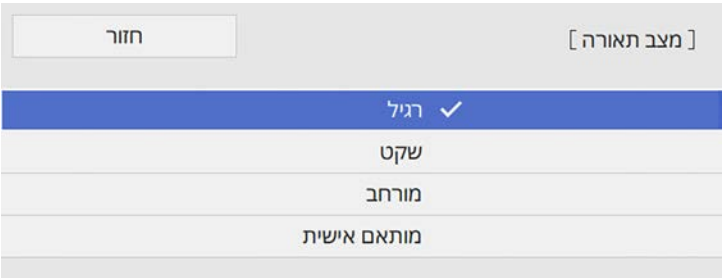 [ מצב תאורה ]
חזור
רגיל
שקט
מורחב
מותאם אישית